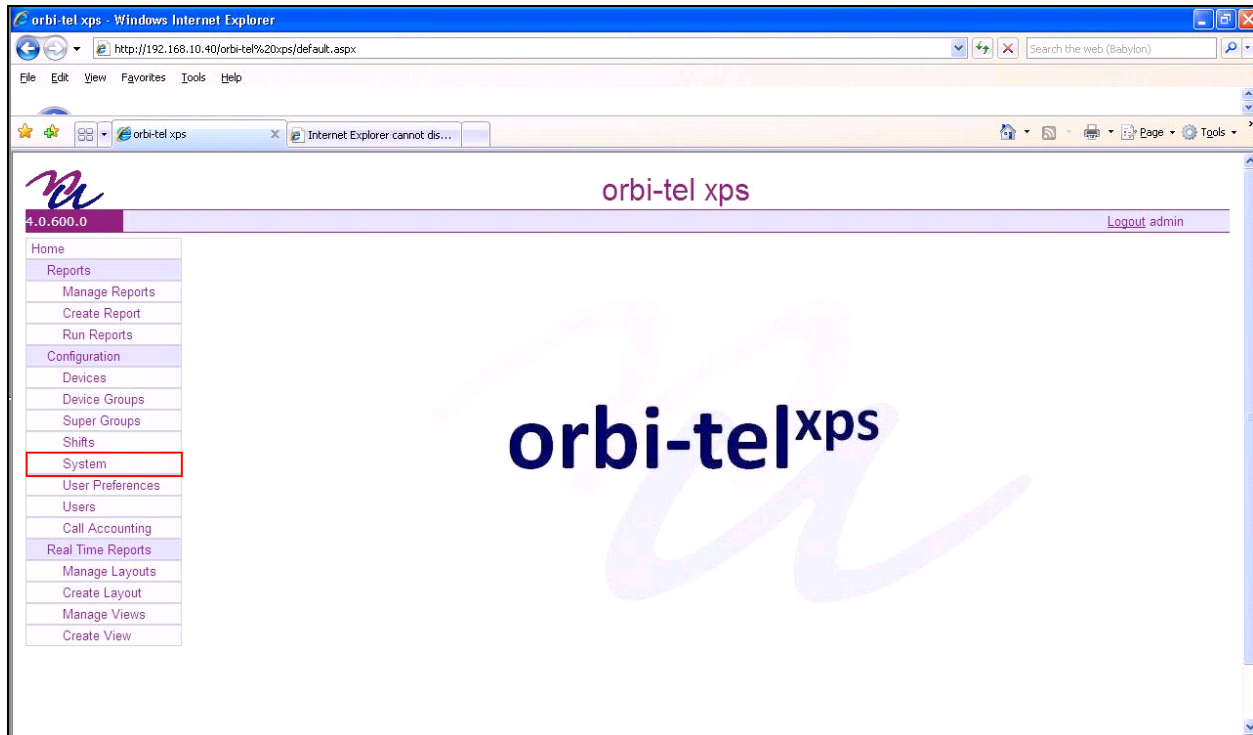 orbi-tel xps - Windows Internet Explorer
http://192.168.10.40/orbi-tel%20xps/default.aspx
Search the web (Babylon)
File Edit View Favorites Tools Help
orbi-tel xps
Internet Explorer cannot dis...
Page Tools
orbi-tel xps
4.0.600.0
Logout admin
Home
Reports
Manage Reports
Create Report
Run Reports
Configuration
Devices
Device Groups
Super Groups
Shifts
System
User Preferences
Users
Call Accounting
Real Time Reports
Manage Layouts
Create Layout
Manage Views
Create View
orbi-tel xps